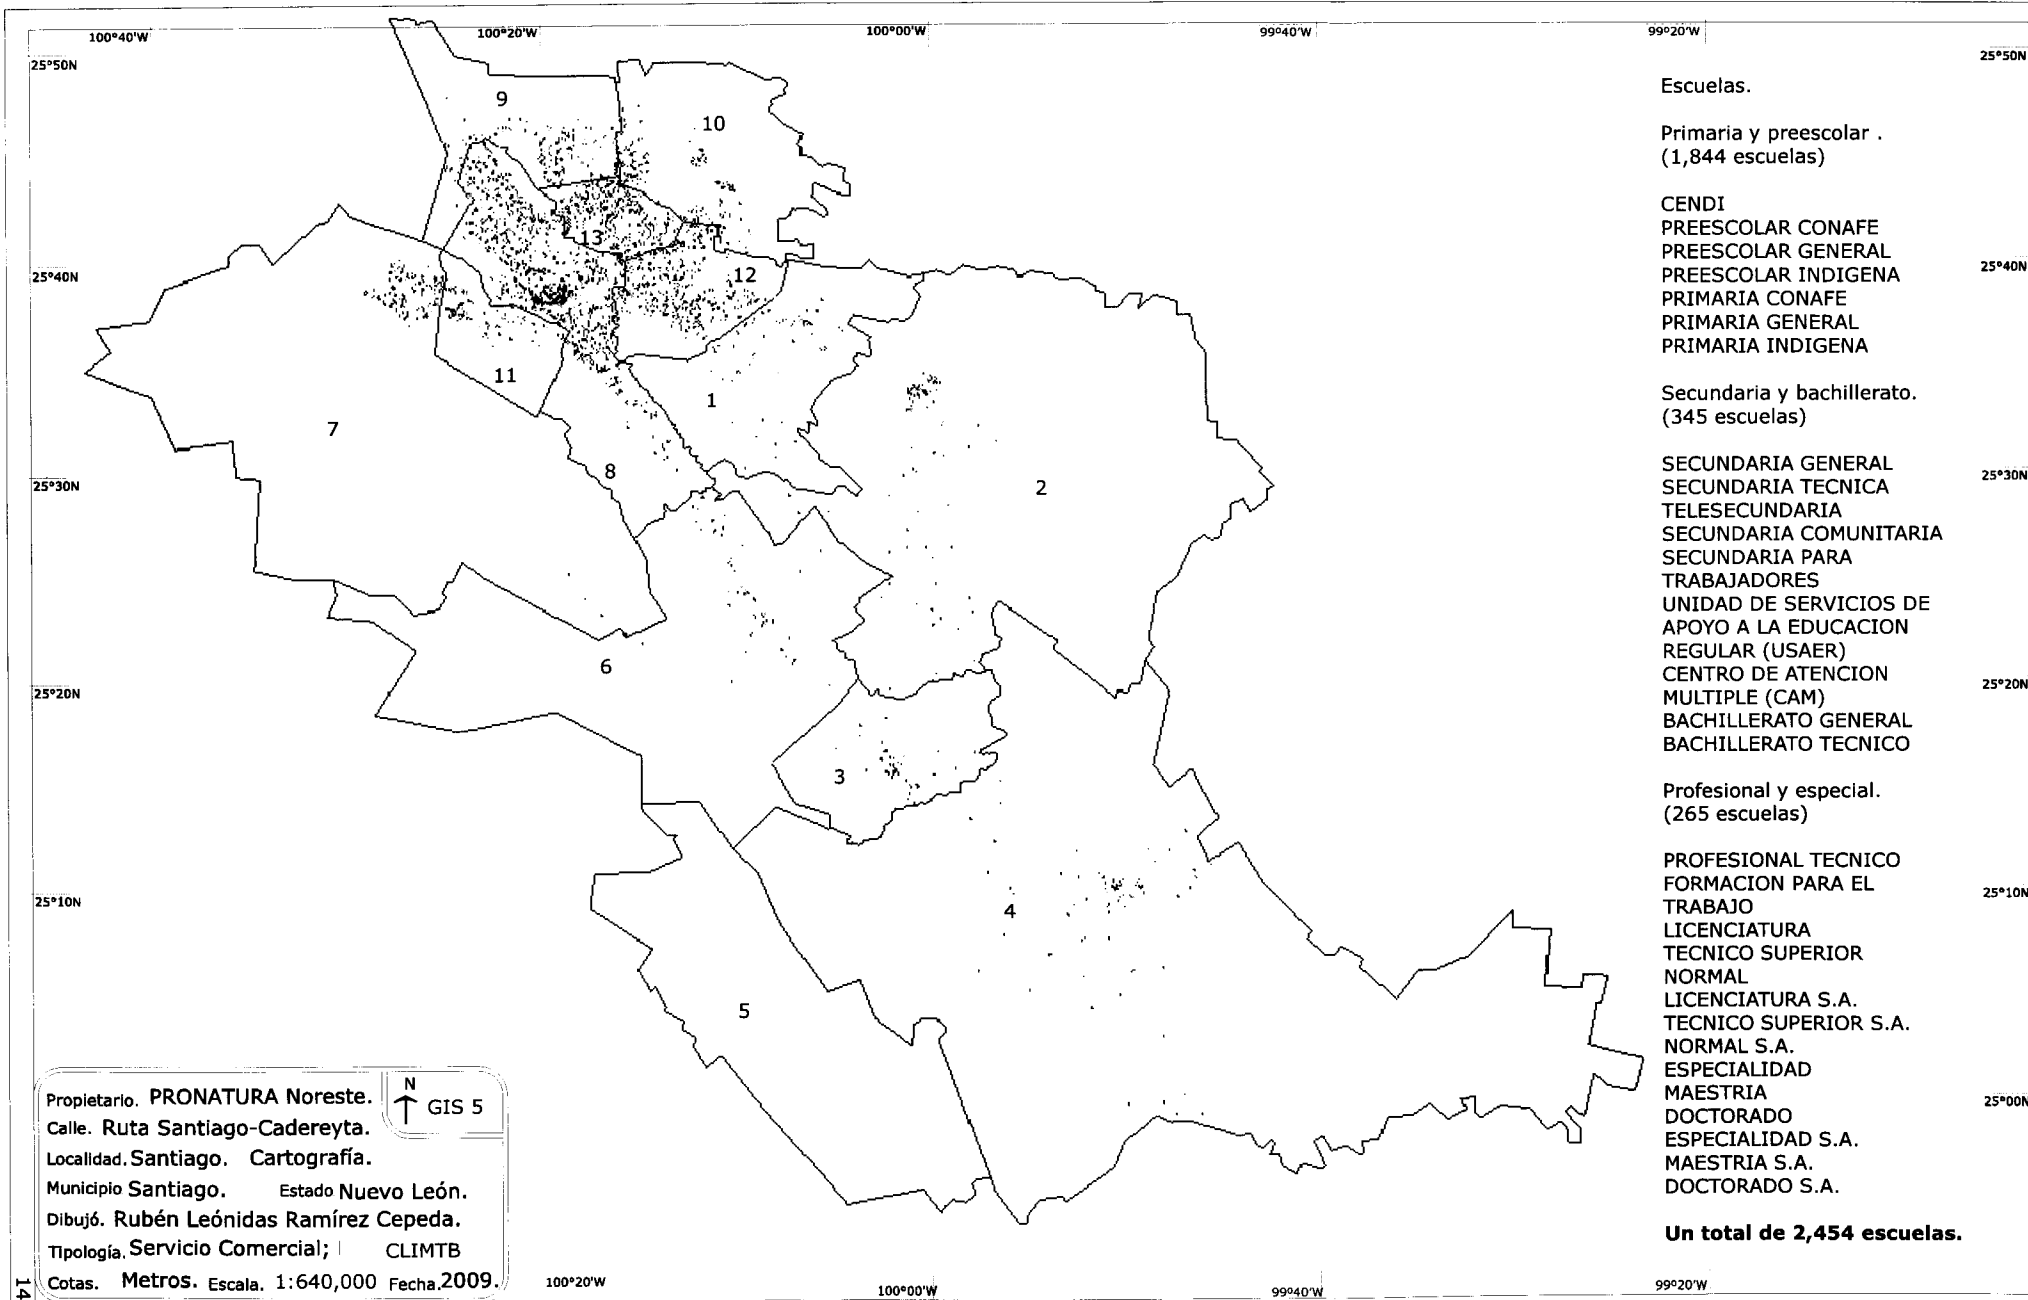 100°40'W 100°20'W 100°00'W 99°40'W 99°20'W
25°50N 25°50N
9
10
13
12
25°40N 25°40N
11
1
7
8
2
25°30N 25°30N
6
25°20N 25°20N
3
4
25°10N 25°10N
5
25°00N
100°20'W 100°00'W 99°40'W 99°20'W
Escuelas.
Primaria y preescolar .
(1,844 escuelas)
CENDI
PREESCOLAR CONAFE
PREESCOLAR GENERAL
PREESCOLAR INDIGENA
PRIMARIA CONAFE
PRIMARIA GENERAL
PRIMARIA INDIGENA
Secundaria y bachillerato.
(345 escuelas)
SECUNDARIA GENERAL
SECUNDARIA TECNICA
TELESECUNDARIA
SECUNDARIA COMUNITARIA
SECUNDARIA PARA
TRABAJADORES
UNIDAD DE SERVICIOS DE
APOYO A LA EDUCACION
REGULAR (USAER)
CENTRO DE ATENCION
MULTIPLE (CAM)
BACHILLERATO GENERAL
BACHILLERATO TECNICO
Profesional y especial.
(265 escuelas)
PROFESIONAL TECNICO
FORMACION PARA EL
TRABAJO
LICENCIATURA
TECNICO SUPERIOR
NORMAL
LICENCIATURA S.A.
TECNICO SUPERIOR S.A.
NORMAL S.A.
ESPECIALIDAD
MAESTRIA
DOCTORADO
ESPECIALIDAD S.A.
MAESTRIA S.A.
DOCTORADO S.A.
Un total de 2,454 escuelas.
Propietario. PRONATURA Noreste.
N
GIS 5
Calle. Ruta Santiago-Cadereyta.
Localidad. Santiago. Cartografía.
Municipio Santiago. Estado Nuevo León.
Dibujó. Rubén Leónidas Ramírez Cepeda.
Tipología. Servicio Comercial; CLIMTB
Cotas. Metros. Escala. 1:640,000 Fecha.2009.
14